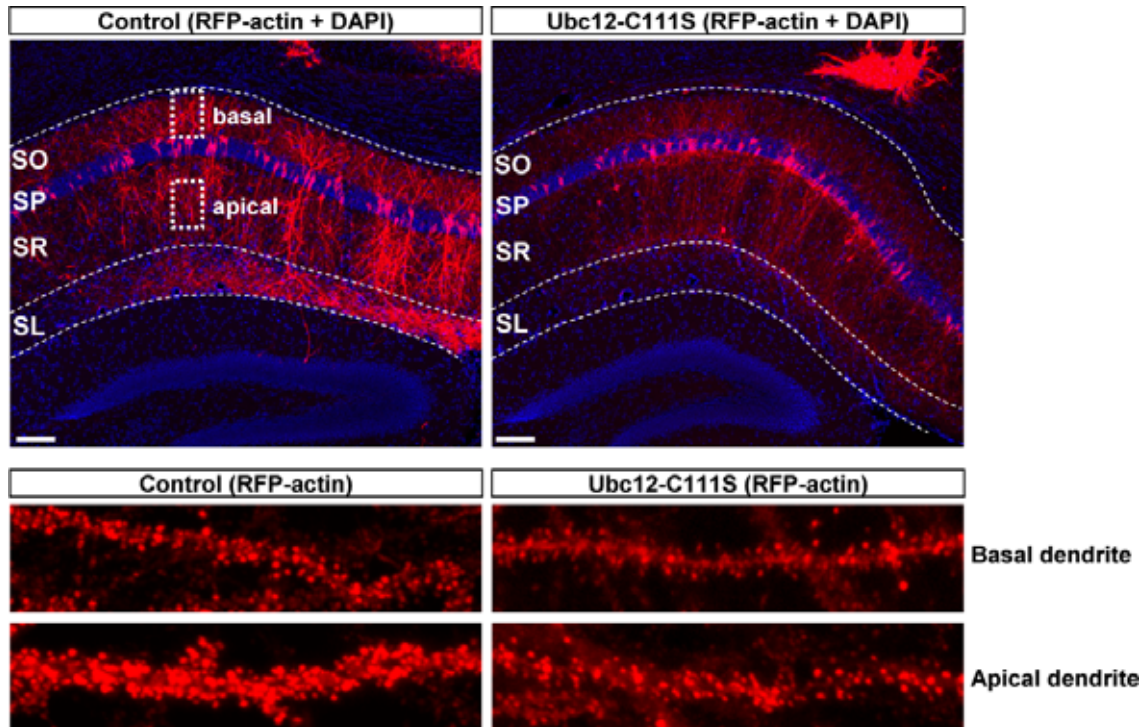 Control (RFP-actin + DAPI)
Ubc12-C111S (RFP-actin + DAPI)
basal
SO
SP
apical
SR
SL
SO
SP
SR
SL
Control (RFP-actin)
Ubc12-C111S (RFP-actin)
Basal dendrite
Apical dendrite